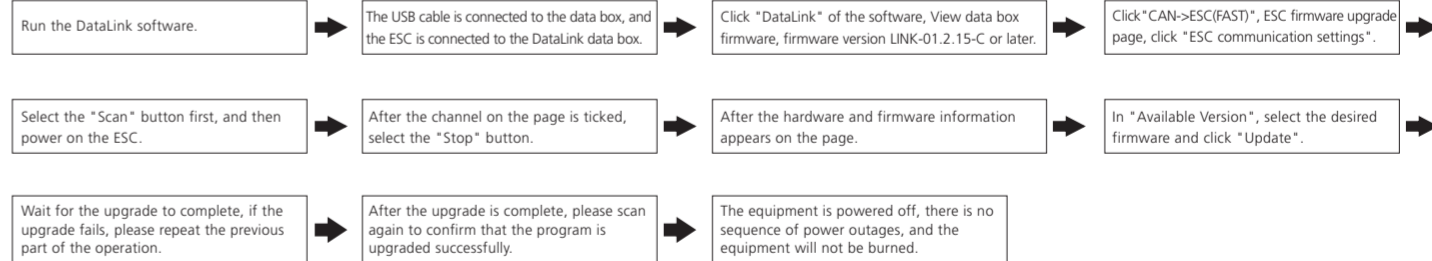 Run the DataLink software.
The USB cable is connected to the data box, and
the ESC is connected to the DataLink data box.
Click "DataLink" of the software, View data box
firmware, firmware version LINK-01.2.15-C or later.
Click"CAN->ESC(FAST)", ESC firmware upgrade
page, click "ESC communication settings".
Select the "Scan" button first, and then
power on the ESC.
After the channel on the page is ticked,
select the "Stop" button.
After the hardware and firmware information
appears on the page.
In "Available Version", select the desired
firmware and click "Update".
Wait for the upgrade to complete, if the
upgrade fails, please repeat the previous
part of the operation.
After the upgrade is complete, please scan
again to confirm that the program is
upgraded successfully.
The equipment is powered off, there is no
sequence of power outages, and the
equipment will not be burned.